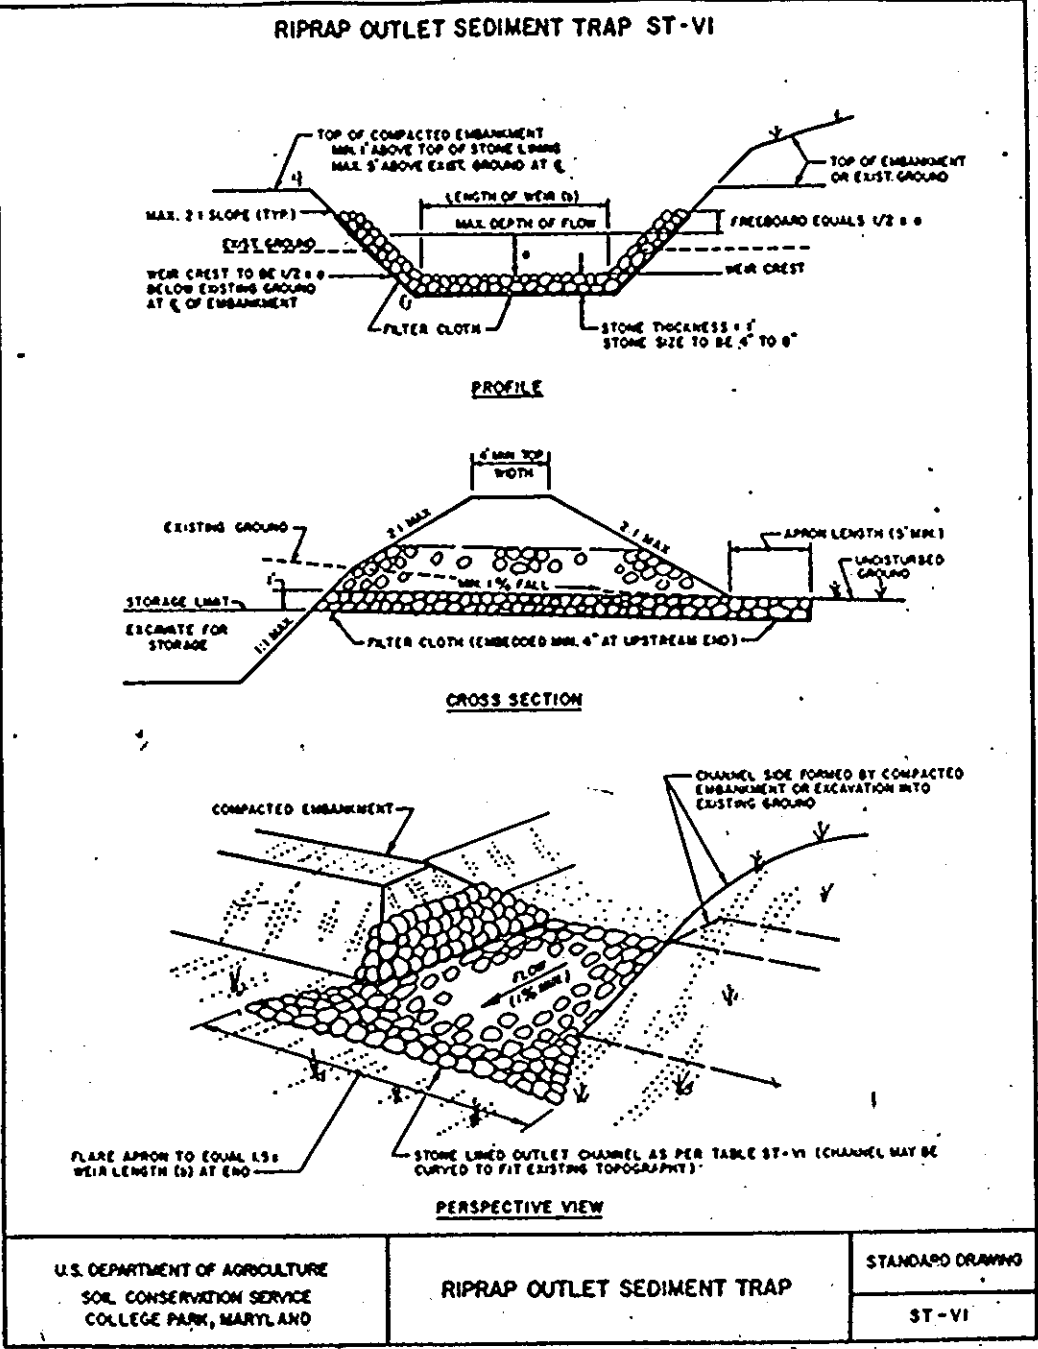 RIPRAP OUTLET SEDIMENT TRAP ST-VI
TOP OF COMPACTED EMBANKMENT
MIN. 1' ABOVE TOP OF STONE LINING
MAX. 5' ABOVE EXIST. GROUND AT ℄
TOP OF EMBANKMENT
OR EXIST. GROUND
LENGTH OF WEIR (b)
MAX. 2:1 SLOPE (TYP.)
MAX. DEPTH OF FLOW
FREEBOARD EQUALS 1/2 x a
EXIST. GROUND
a
WEIR CREST TO BE 1/2 x a
BELOW EXISTING GROUND
AT ℄ OF EMBANKMENT
WEIR CREST
FILTER CLOTH
STONE THICKNESS = 1'
STONE SIZE TO BE 4" TO 8"
PROFILE
4' MIN. TOP
WIDTH
EXISTING GROUND
2:1 MAX
2:1 MAX
APRON LENGTH (5' MIN.)
UNDISTURBED
GROUND
MIN. 1% FALL
1'
STORAGE LIMIT
EXCAVATE FOR
STORAGE
1:1 MAX.
FILTER CLOTH (EMBEDDED MIN. 4" AT UPSTREAM END)
CROSS SECTION
CHANNEL SIDE FORMED BY COMPACTED
EMBANKMENT OR EXCAVATION INTO
EXISTING GROUND
COMPACTED EMBANKMENT
FLOW
(1% MIN.)
FLARE APRON TO EQUAL 1.5 x
WEIR LENGTH (b) AT END
STONE LINED OUTLET CHANNEL AS PER TABLE ST-VI (CHANNEL MAY BE
CURVED TO FIT EXISTING TOPOGRAPHY)
PERSPECTIVE VIEW
U.S. DEPARTMENT OF AGRICULTURE
SOIL CONSERVATION SERVICE
COLLEGE PARK, MARYLAND
RIPRAP OUTLET SEDIMENT TRAP
STANDARD DRAWING
ST-VI